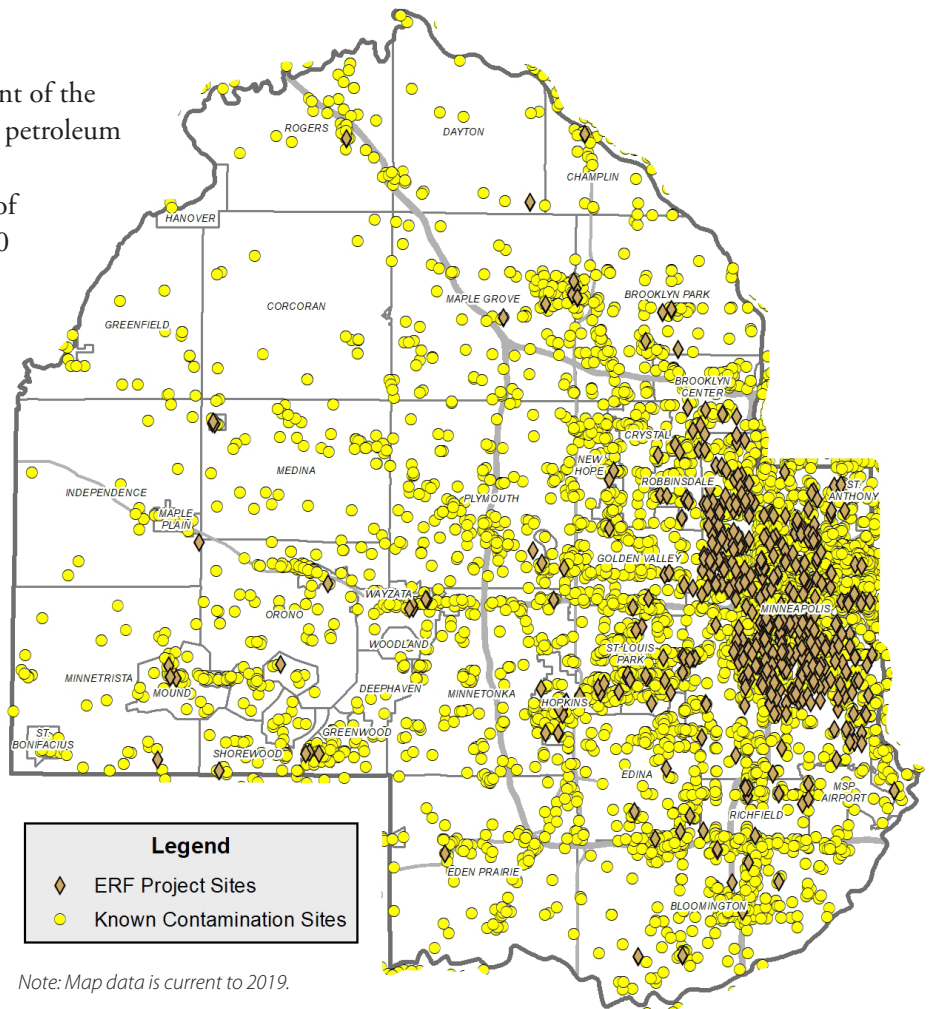 nt of the
petroleum
of
0
ROGERS
DAYTON
CHAMPLIN
HANOVER
CORCORAN
MAPLE GROVE
BROOKLYN PARK
GREENFIELD
BROOKLYN
CENTER
CRYSTAL
NEW
HOPE
ROBBINSDALE
MEDINA
INDEPENDENCE
MAPLE
PLAIN
PLYMOUTH
ST.
ANTHONY
GOLDEN VALLEY
WAYZATA
ORONO
MINNEAPOLIS
WOODLAND
ST. LOUIS
PARK
MINNETRISTA
MOUND
DEEPHAVEN
MINNETONKA
HOPKINS
ST.
BONIFACIUS
SHOREWOOD
GREENWOOD
EDINA
MSP
AIRPORT
RICHFIELD
EDEN PRAIRIE
BLOOMINGTON
Legend
ERF Project Sites
Known Contamination Sites
Note: Map data is current to 2019.